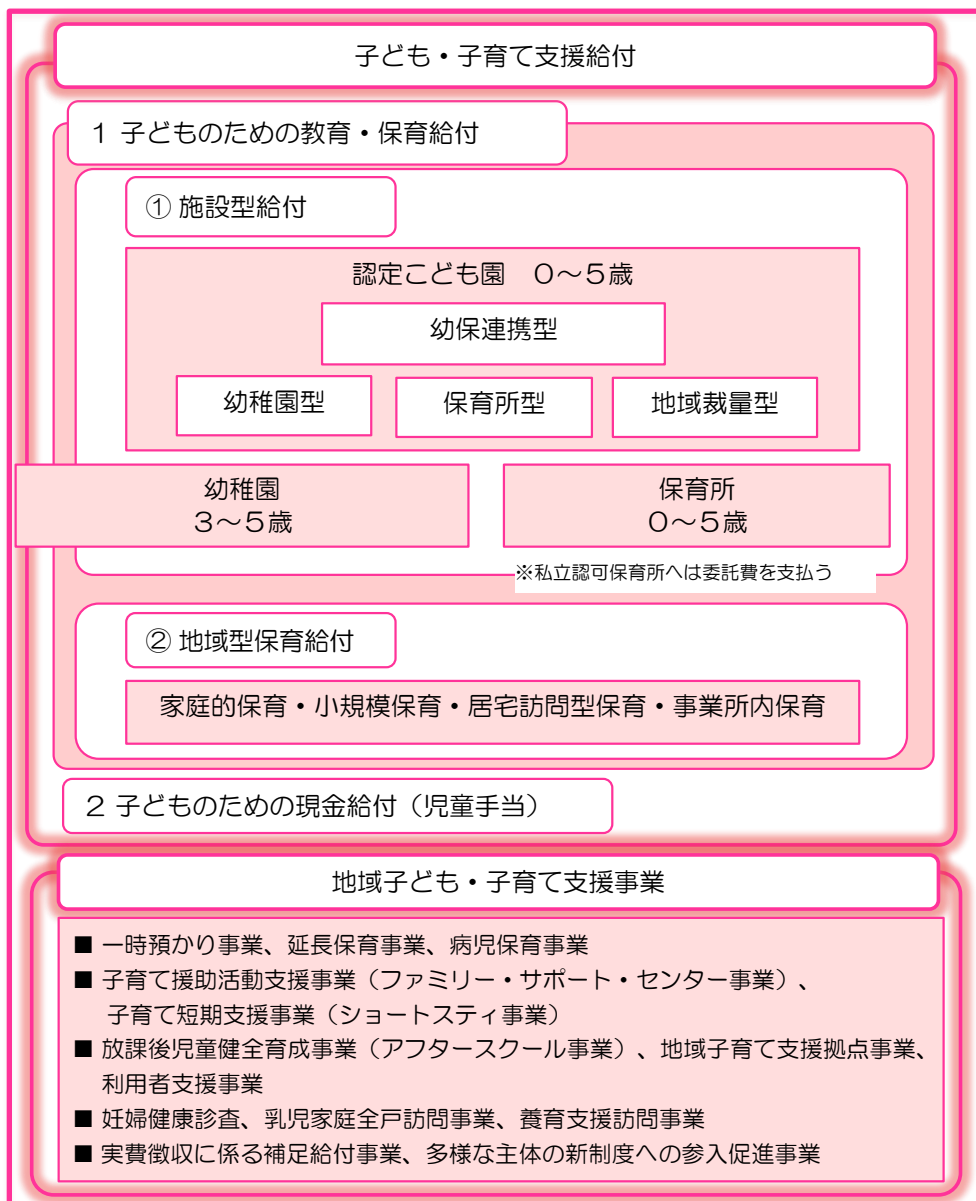 子ども・子育て支援給付
1 子どものための教育・保育給付
① 施設型給付
認定こども園　0～5歳
幼保連携型
幼稚園型
保育所型
地域裁量型
幼稚園
3～5歳
保育所
0～5歳
※私立認可保育所へは委託費を支払う
② 地域型保育給付
家庭的保育・小規模保育・居宅訪問型保育・事業所内保育
2 子どものための現金給付（児童手当）
地域子ども・子育て支援事業
■ 一時預かり事業、延長保育事業、病児保育事業
■ 子育て援助活動支援事業（ファミリー・サポート・センター事業）、
子育て短期支援事業（ショートスティ事業）
■ 放課後児童健全育成事業（アフタースクール事業）、地域子育て支援拠点事業、
利用者支援事業
■ 妊婦健康診査、乳児家庭全戸訪問事業、養育支援訪問事業
■ 実費徴収に係る補足給付事業、多様な主体の新制度への参入促進事業